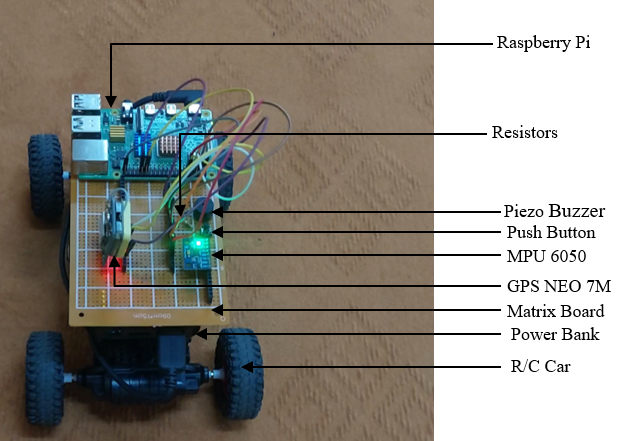 Raspberry Pi
Resistors
Piezo Buzzer
Push Button
MPU 6050
GPS NEO 7M
Matrix Board
Power Bank
R/C Car